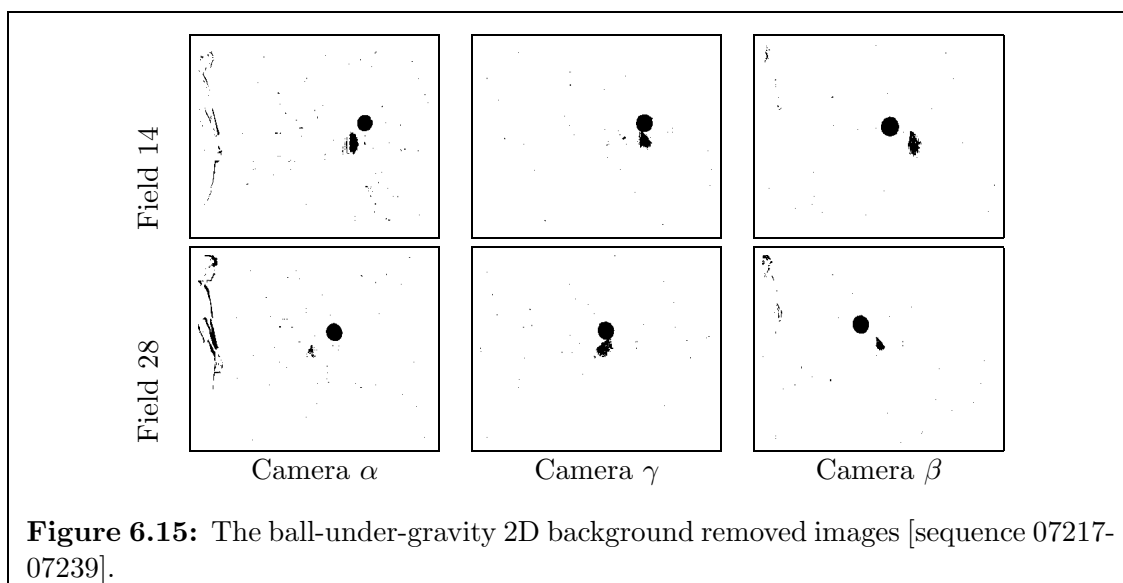 Field 14
Field 28
Camera α
Camera γ
Camera β
Figure 6.15: The ball-under-gravity 2D background removed images [sequence 07217-
07239].